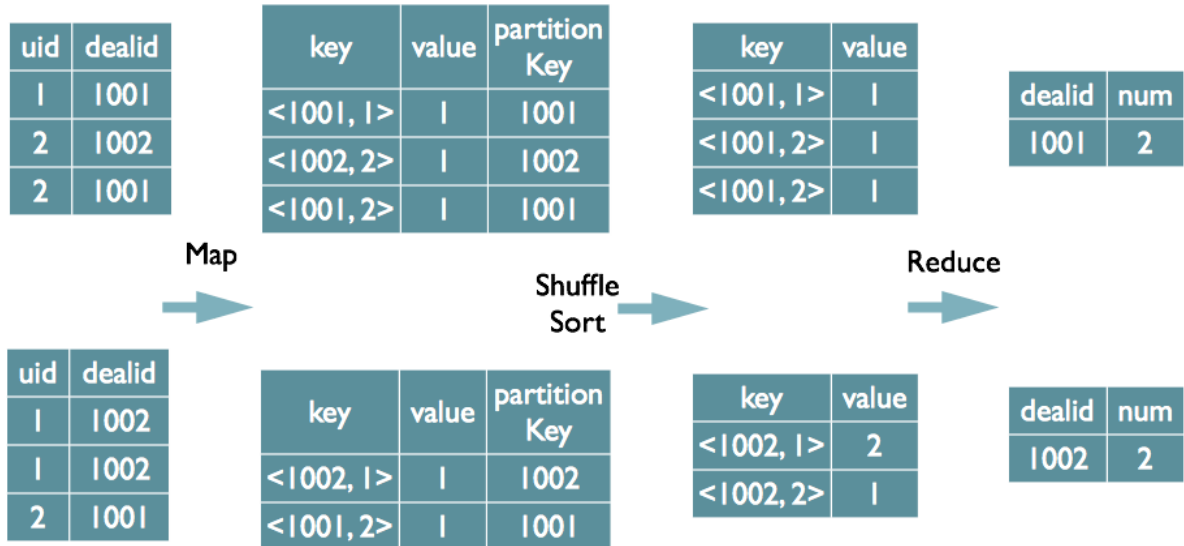 uid dealid
1 1001
2 1002
2 1001
key value partition Key
<1001, 1> 1 1001
<1002, 2> 1 1002
<1001, 2> 1 1001
key value
<1001, 1> 1
<1001, 2> 1
<1001, 2> 1
dealid num
1001 2
Map
Shuffle
Sort
Reduce
uid dealid
1 1002
1 1002
2 1001
key value partition Key
<1002, 1> 1 1002
<1001, 2> 1 1001
key value
<1002, 1> 2
<1002, 2> 1
dealid num
1002 2